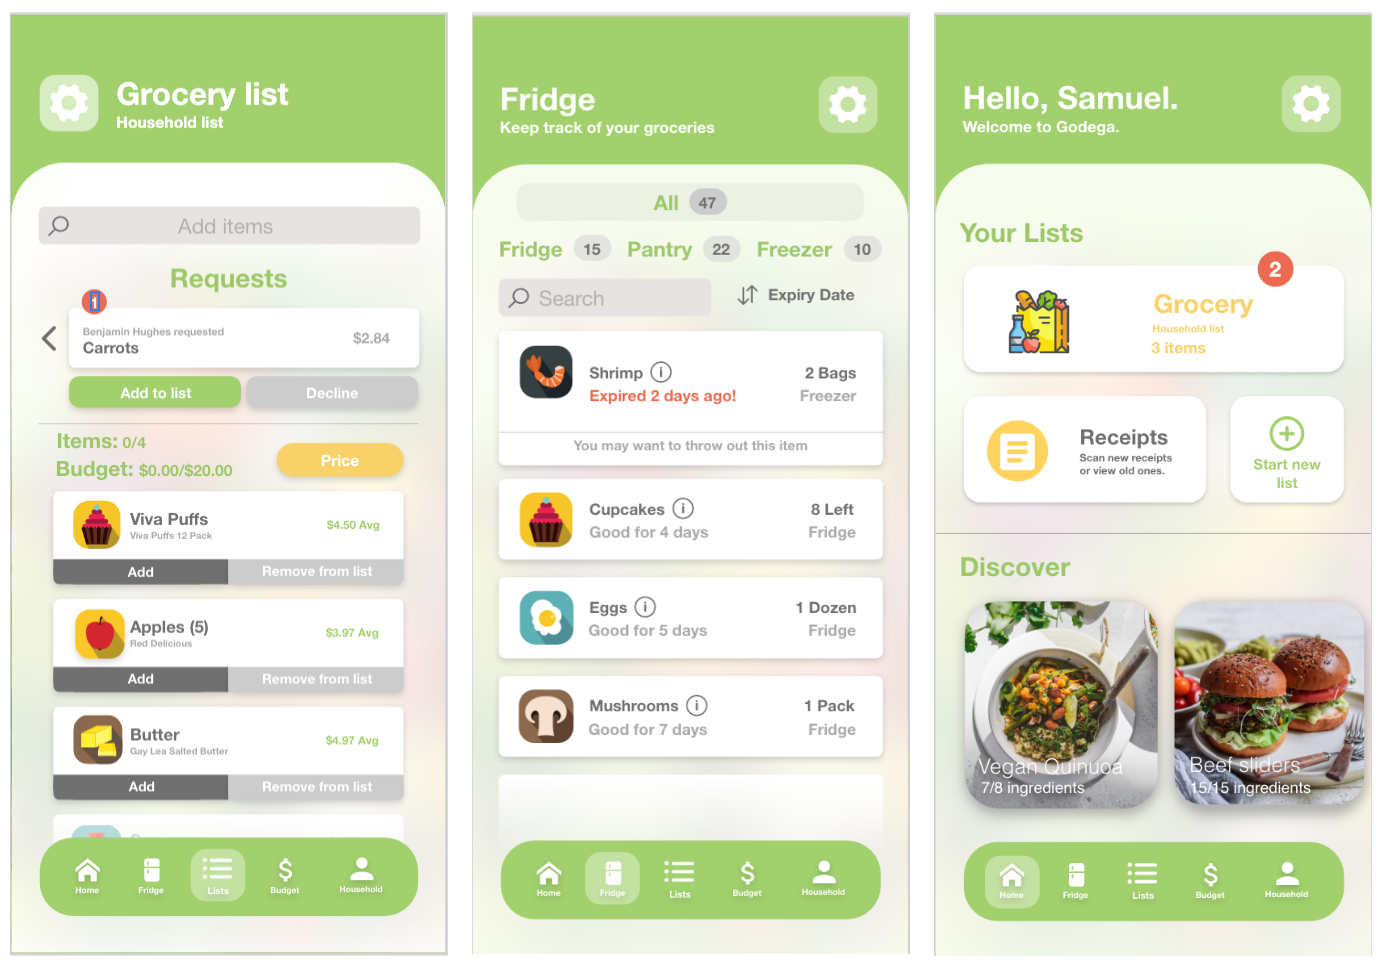 Grocery list
Household list
Add items
Requests
1
Benjamin Hughes requested
Carrots
$2.84
Add to list
Decline
Items: 0/4
Budget: $0.00/$20.00
Price
Viva Puffs
Viva Puffs 12 Pack
$4.50 Avg
Add
Remove from list
Apples (5)
Red Delicious
$3.97 Avg
Add
Remove from list
Butter
Gay Lea Salted Butter
$4.97 Avg
Add
Remove from list
Home
Fridge
Lists
$
Budget
Household
Fridge
Keep track of your groceries
All 47
Fridge 15 Pantry 22 Freezer 10
Search
Expiry Date
Shrimp i
2 Bags
Expired 2 days ago!
Freezer
You may want to throw out this item
Cupcakes i
8 Left
Good for 4 days
Fridge
Eggs i
1 Dozen
Good for 5 days
Fridge
Mushrooms i
1 Pack
Good for 7 days
Fridge
Home
Fridge
Lists
$
Budget
Household
Hello, Samuel.
Welcome to Godega.
Your Lists
2
Grocery
Household list
3 items
Receipts
Scan new receipts
or view old ones.
Start new
list
Discover
Vegan Quinuoa
7/8 ingredients
Beef sliders
15/15 ingredients
Home
Fridge
Lists
$
Budget
Household